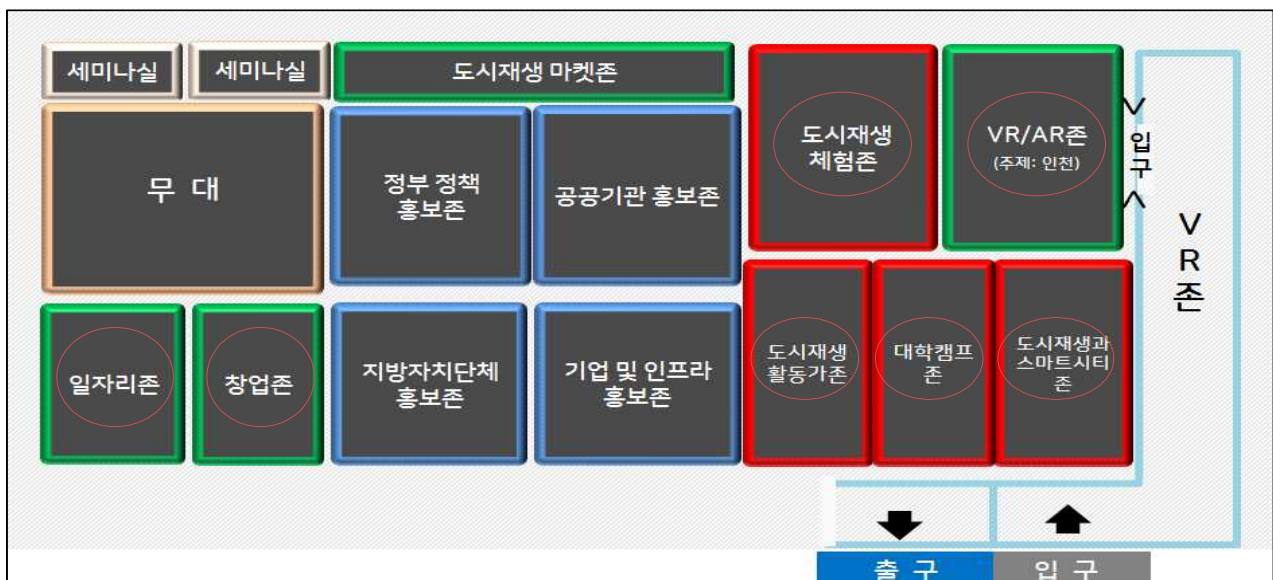 세미나실
세미나실
도시재생 마켓존
무 대
정부 정책
홍보존
공공기관 홍보존
도시재생
체험존
VR/AR존
(주제: 인천)
입
구
V
R
존
일자리존
창업존
지방자치단체
홍보존
기업 및 인프라
홍보존
도시재생
활동가존
대학캠프
존
도시재생과
스마트시티
존
출 구
입 구